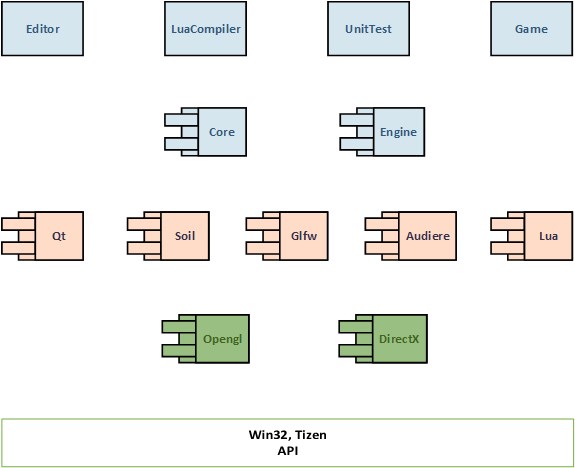 Editor
LuaCompiler
UnitTest
Game
Core
Engine
Qt
Soil
Glfw
Audiere
Lua
Opengl
DirectX
Win32, Tizen
API